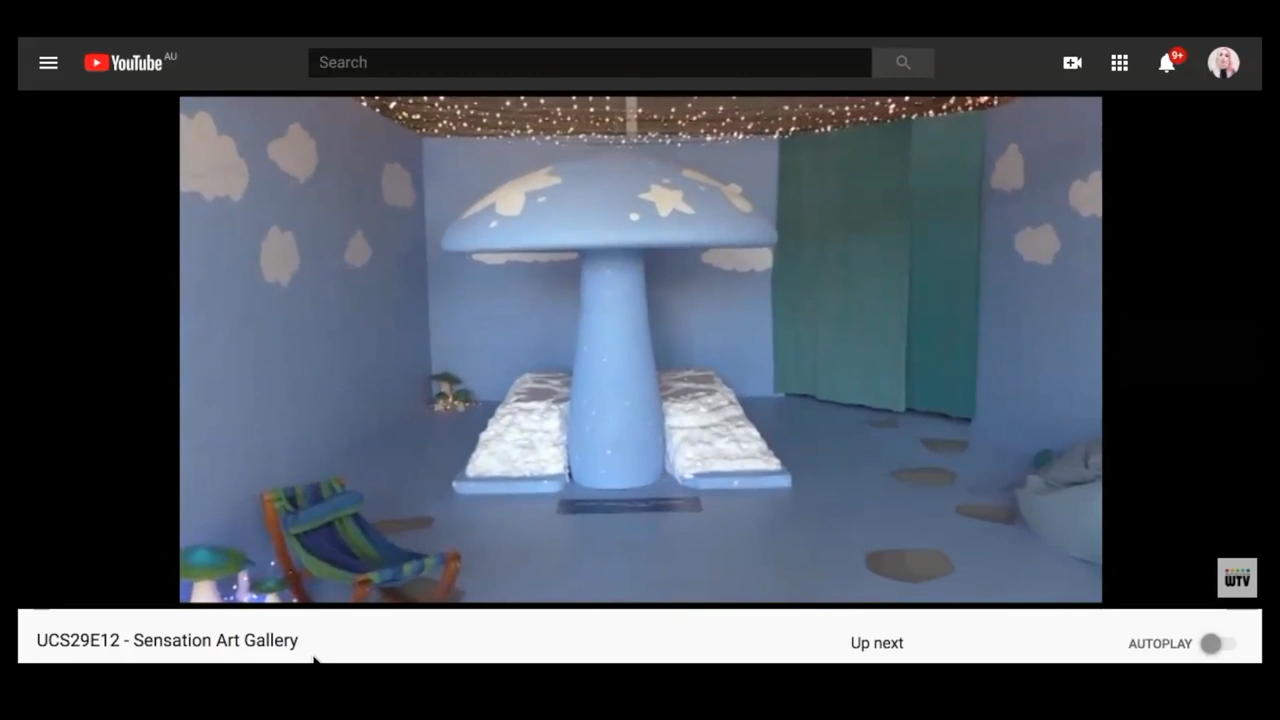 YouTube AU
Search
9+
WTV
UCS29E12 - Sensation Art Gallery
Up next
AUTOPLAY